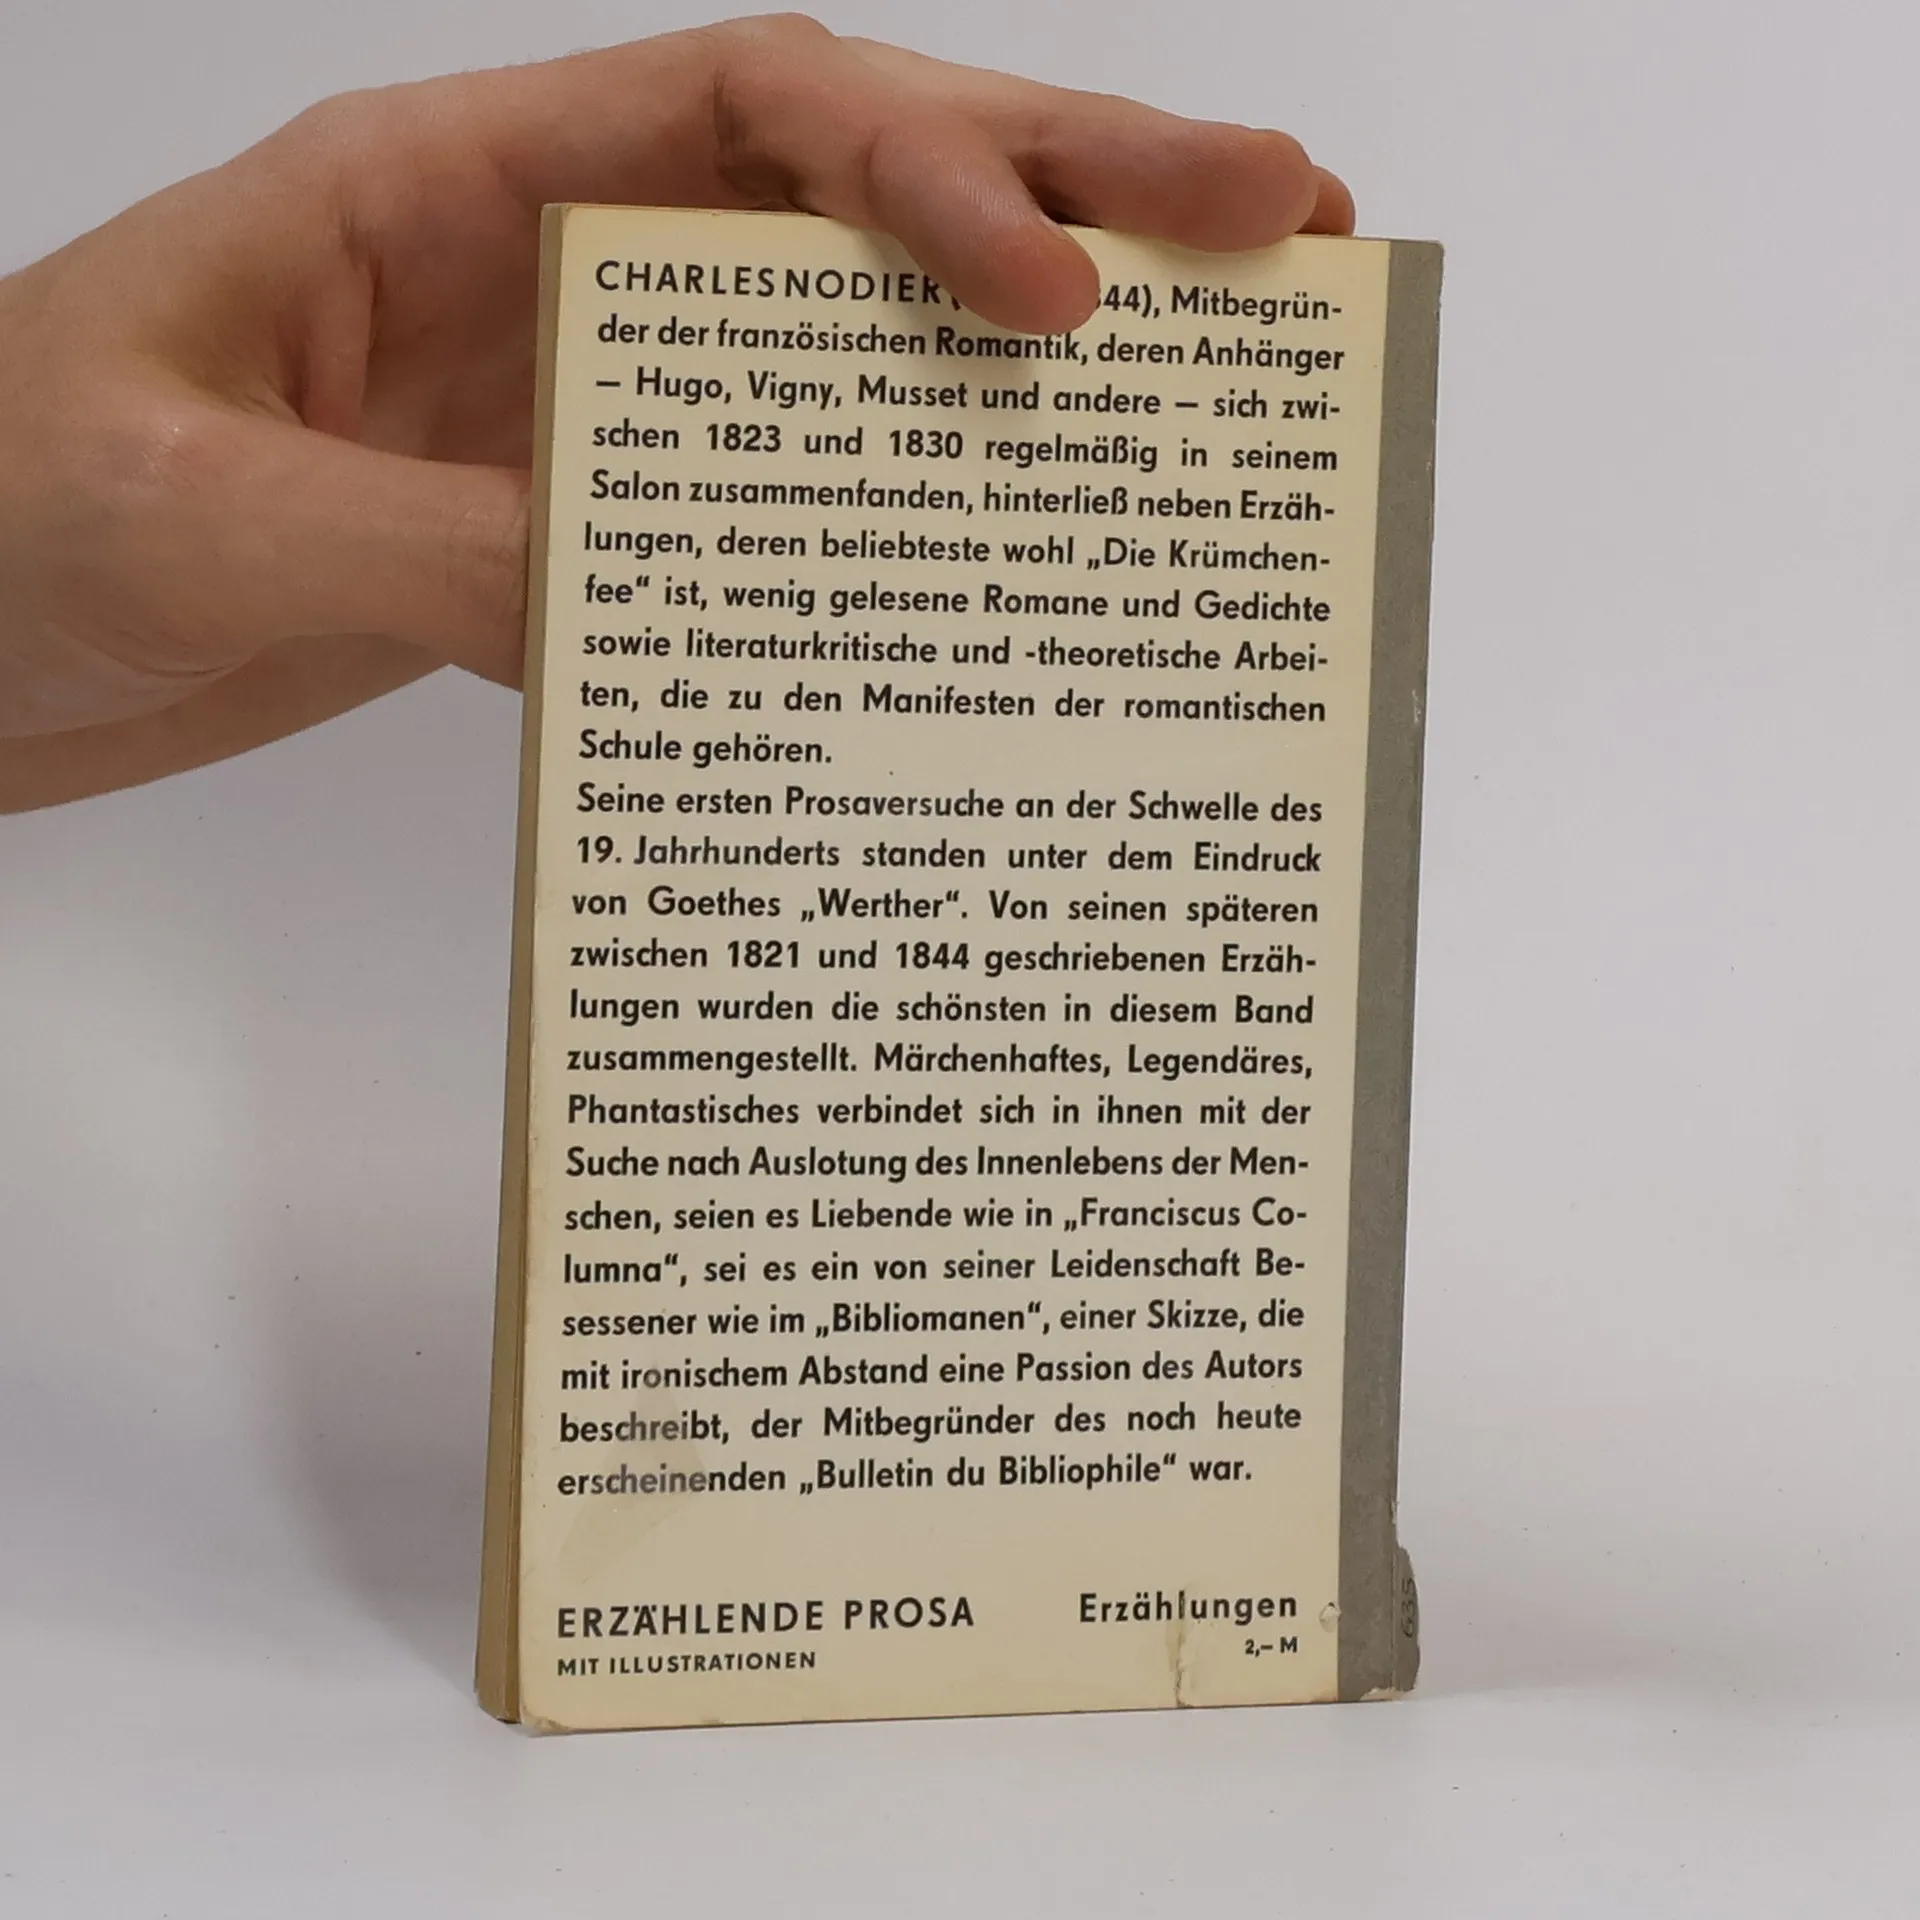 CHARLES NODIER 44), Mitbegrün-
der der französischen Romantik, deren Anhänger
– Hugo, Vigny, Musset und andere – sich zwi-
schen 1823 und 1830 regelmäßig in seinem
Salon zusammenfanden, hinterließ neben Erzäh-
lungen, deren beliebteste wohl „Die Krümchen-
fee“ ist, wenig gelesene Romane und Gedichte
sowie literaturkritische und -theoretische Arbei-
ten, die zu den Manifesten der romantischen
Schule gehören.
Seine ersten Prosaversuche an der Schwelle des
19. Jahrhunderts standen unter dem Eindruck
von Goethes „Werther“. Von seinen späteren
zwischen 1821 und 1844 geschriebenen Erzäh-
lungen wurden die schönsten in diesem Band
zusammengestellt. Märchenhaftes, Legendäres,
Phantastisches verbindet sich in ihnen mit der
Suche nach Auslotung des Innenlebens der Men-
schen, seien es Liebende wie in „Franciscus Co-
lumna“, sei es ein von seiner Leidenschaft Be-
sessener wie im „Bibliomanen“, einer Skizze, die
mit ironischem Abstand eine Passion des Autors
beschreibt, der Mitbegründer des noch heute
erscheinenden „Bulletin du Bibliophile“ war.
ERZÄHLENDE PROSA Erzählungen
MIT ILLUSTRATIONEN 2,– M
635